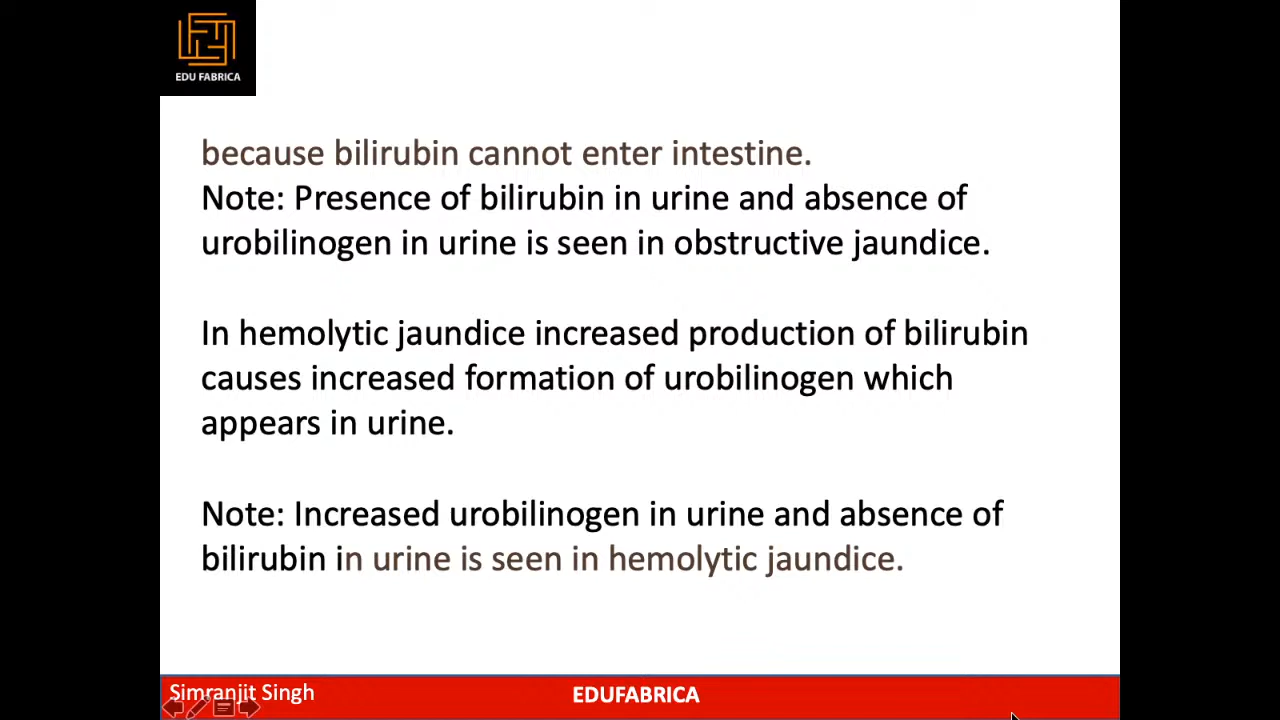 EDU FABRICA
because bilirubin cannot enter intestine.
Note: Presence of bilirubin in urine and absence of
urobilinogen in urine is seen in obstructive jaundice.
In hemolytic jaundice increased production of bilirubin
causes increased formation of urobilinogen which
appears in urine.
Note: Increased urobilinogen in urine and absence of
bilirubin in urine is seen in hemolytic jaundice.
Simranjit Singh
EDUFABRICA